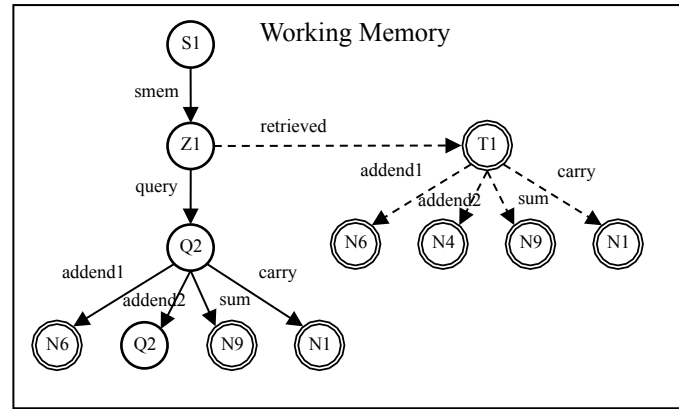 Working Memory
S1
smem
Z1
retrieved
T1
query
addend1
addend2
sum
carry
Q2
N6
N4
N9
N1
addend1
addend2
sum
carry
N6
Q2
N9
N1